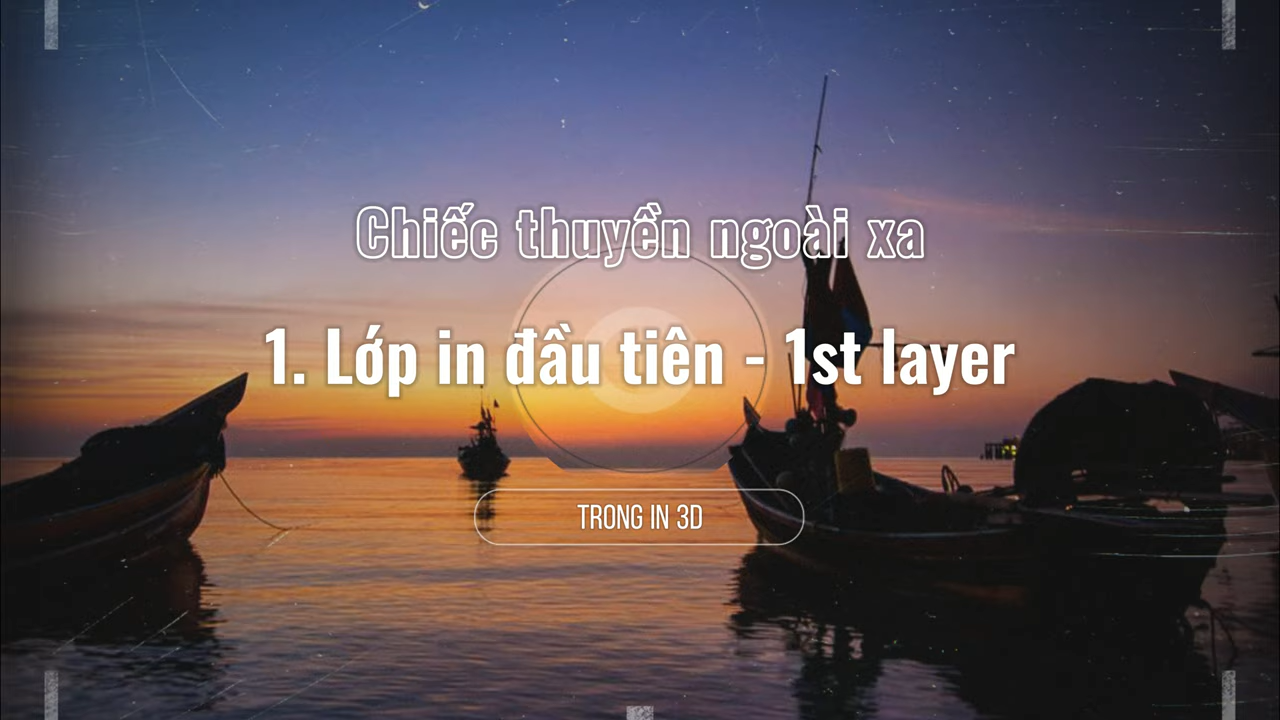 Chiếc thuyền ngoài xa
1. Lớp in đầu tiên - 1st layer
TRONG IN 3D